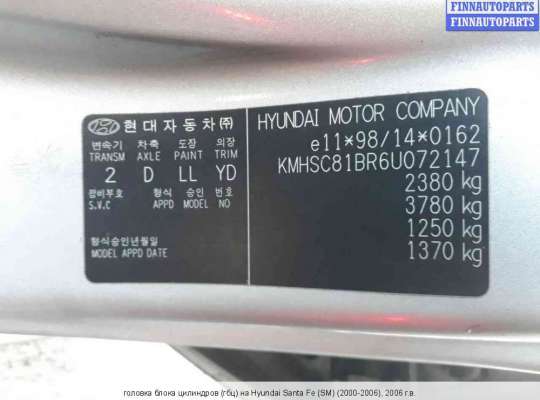 FINNAUTOPARTS
FINNAUTOPARTS
FINNAUTOPARTS
현대자동차㈜
변속기 차축 도장 의장
TRANSM AXLE PAINT TRIM
2 D LL YD
장비부호 형식 승인 번호
S.V.C APPD MODEL NO
형식승인년월일
MODEL APPD DATE
HYUNDAI MOTOR COMPANY
e11*98/14*0162
KMHSC81BR6U072147
2380 kg
3780 kg
1250 kg
1370 kg
головка блока цилиндров (гбц) на Hyundai Santa Fe (SM) (2000-2006), 2006 г.в.